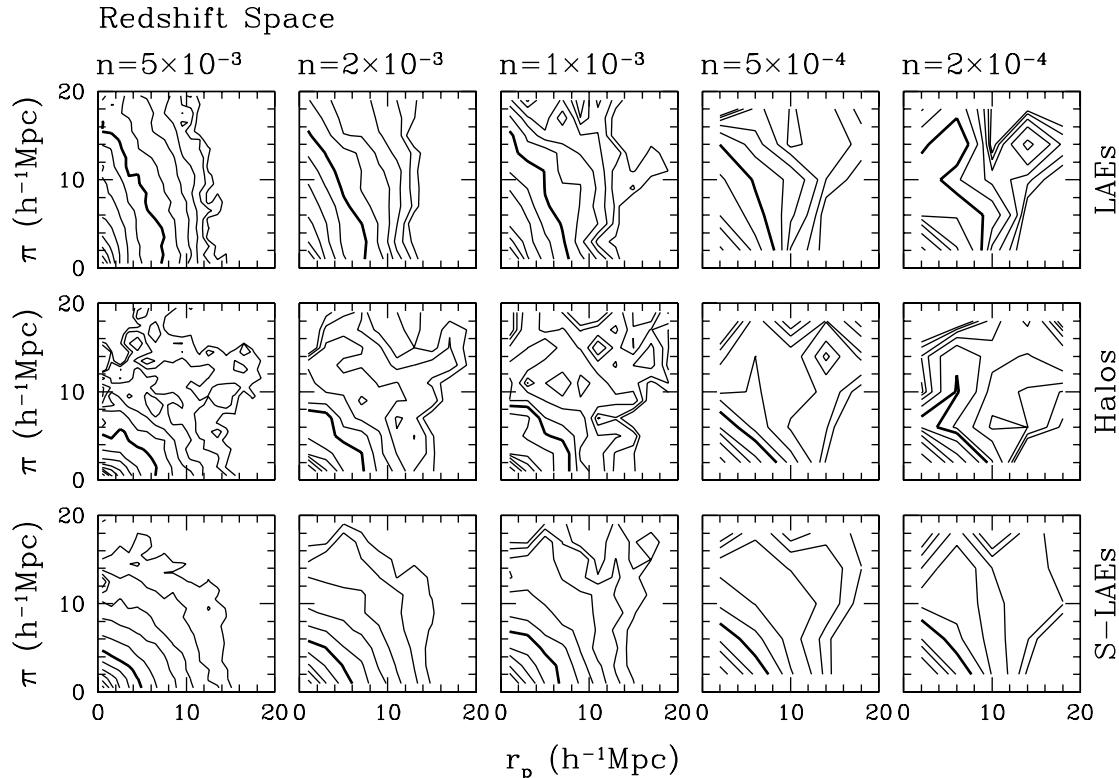 Redshift Space
n=5×10⁻³ n=2×10⁻³ n=1×10⁻³ n=5×10⁻⁴ n=2×10⁻⁴
π (h⁻¹Mpc)
20
10
0
LAEs
π (h⁻¹Mpc)
20
10
0
Halos
π (h⁻¹Mpc)
20
10
0
S−LAEs
0 10 20 0 10 20 0 10 20 0 10 20 0 10 20
rₚ (h⁻¹Mpc)